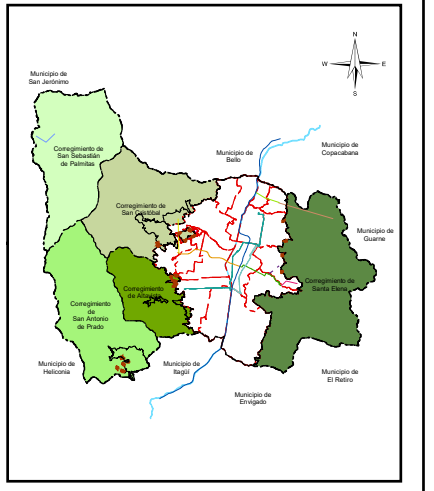 N
W
E
S
Municipio de
San Jerónimo
Municipio de
Copacabana
Municipio de
Bello
Corregimiento de
San Sebastián
de Palmitas
Corregimiento de
San Cristóbal
Municipio de
Guarne
Corregimiento de
Santa Elena
Corregimiento
de Altavista
Corregimiento
de
San Antonio
de Prado
Municipio de
Heliconia
Municipio de
Itagüí
Municipio de
El Retiro
Municipio de
Envigado